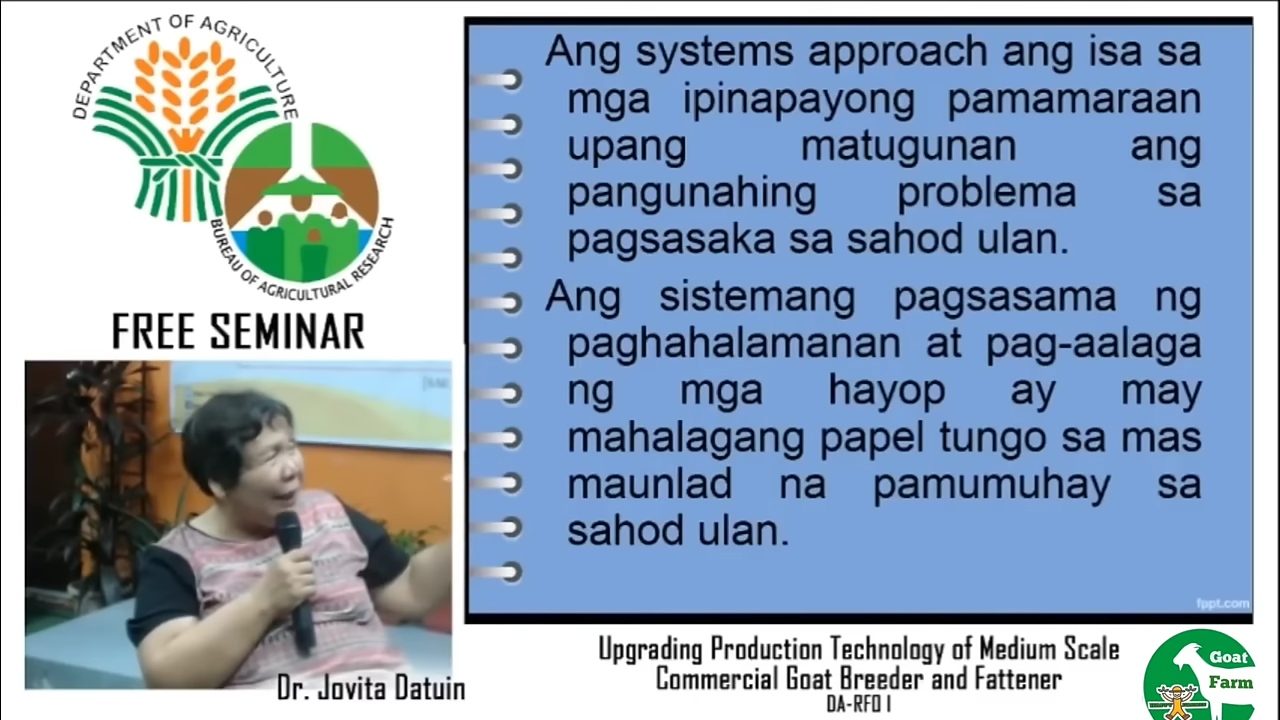 DEPARTMENT OF AGRICULTURE
BUREAU OF AGRICULTURAL RESEARCH
FREE SEMINAR
Dr. Jovita Datuin
Ang systems approach ang isa sa
mga ipinapayong pamamaraan
upang matugunan ang
pangunahing problema sa
pagsasaka sa sahod ulan.
Ang sistemang pagsasama ng
paghahalamanan at pag-aalaga
ng mga hayop ay may
mahalagang papel tungo sa mas
maunlad na pamumuhay sa
sahod ulan.
fppt.com
Upgrading Production Technology of Medium Scale
Commercial Goat Breeder and Fattener
DA-RFO I
Goat
Farm